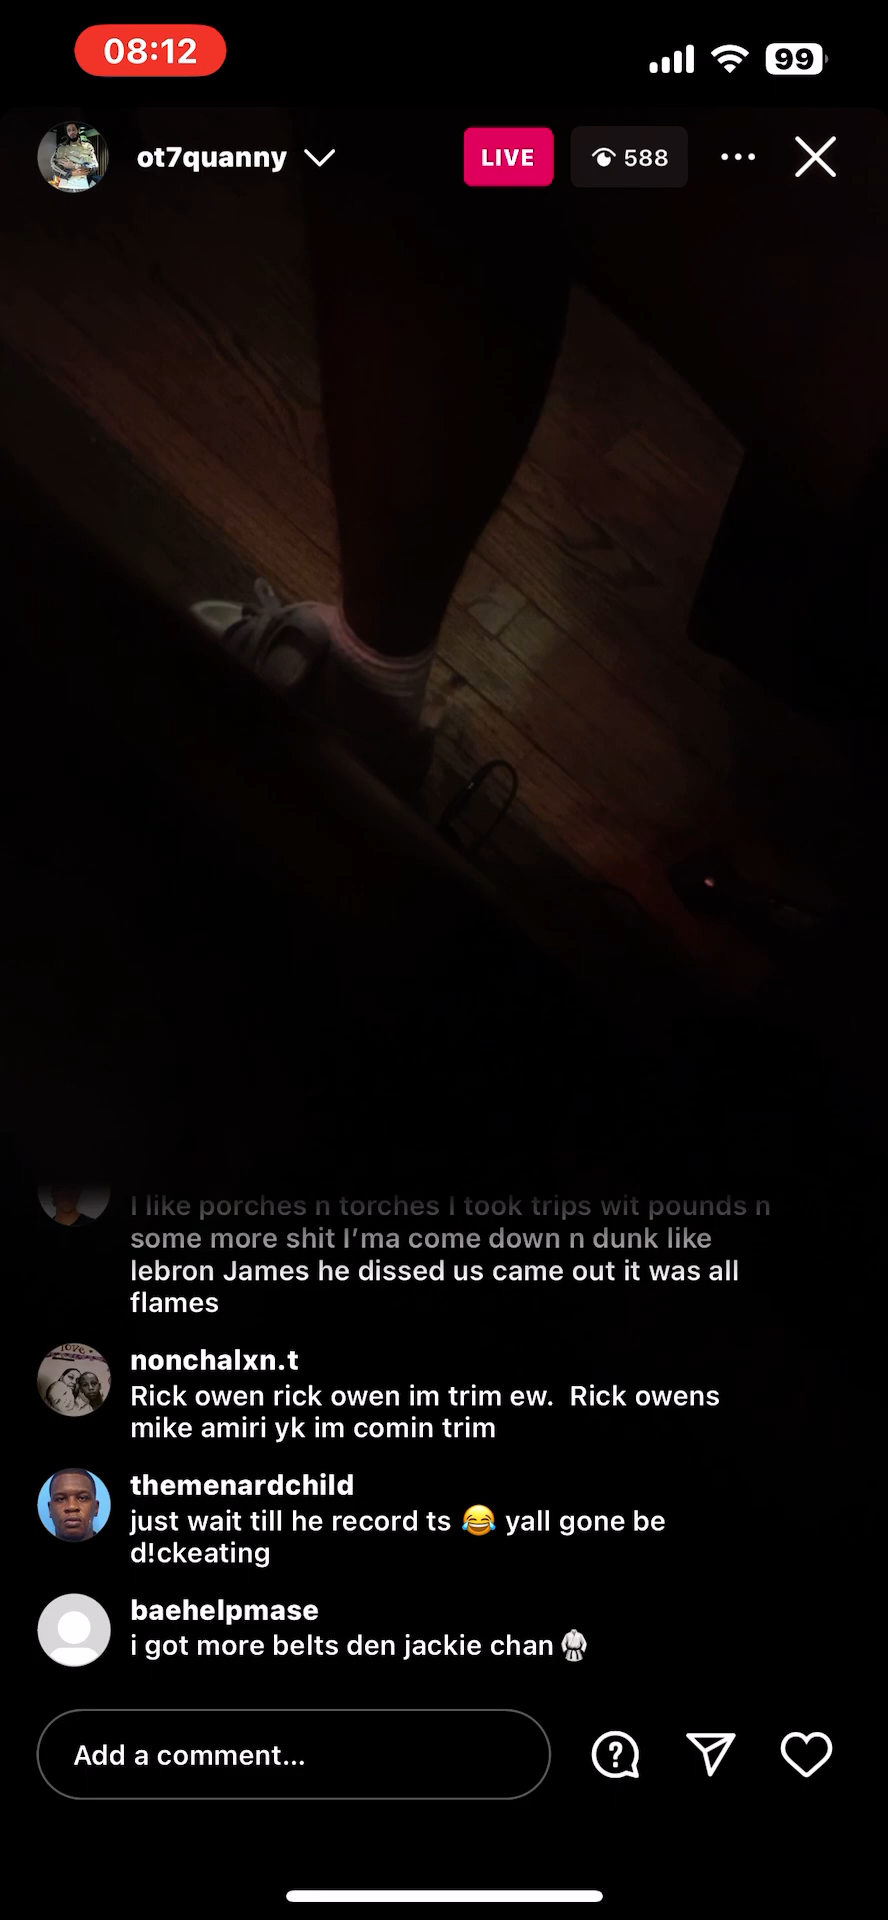 08:12
99
ot7quanny
LIVE
588
I like porches n torches I took trips wit pounds n
some more shit I'ma come down n dunk like
lebron James he dissed us came out it was all
flames
nonchalxn.t
Rick owen rick owen im trim ew.  Rick owens
mike amiri yk im comin trim
themenardchild
just wait till he record ts 😂 yall gone be
d!ckeating
baehelpmase
i got more belts den jackie chan 🥋
Add a comment...